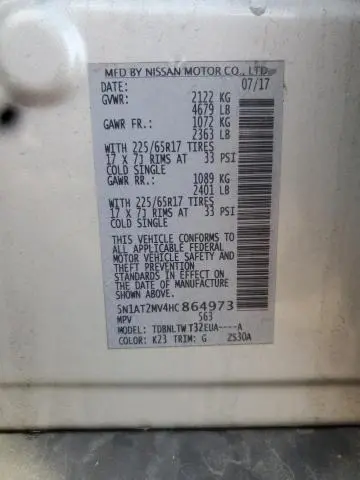 MFD BY NISSAN MOTOR CO., LTD.
DATE: 07/17
GVWR: 2122 KG
4679 LB
GAWR FR.: 1072 KG
2363 LB
WITH 225/65R17 TIRES
17 X 7J RIMS AT 33 PSI
COLD SINGLE
GAWR RR.: 1089 KG
2401 LB
WITH 225/65R17 TIRES
17 X 7J RIMS AT 33 PSI
COLD SINGLE
THIS VEHICLE CONFORMS TO
ALL APPLICABLE FEDERAL
MOTOR VEHICLE SAFETY AND
STANDARDS IN EFFECT ON THE
DATE OF MANUFACTURE SHOWN
ABOVE.
5N1AT2MV4HC864973
MPV 563
MODEL: TDBNLTWT32EUA----A
COLOR: K23 TRIM: G 2530A